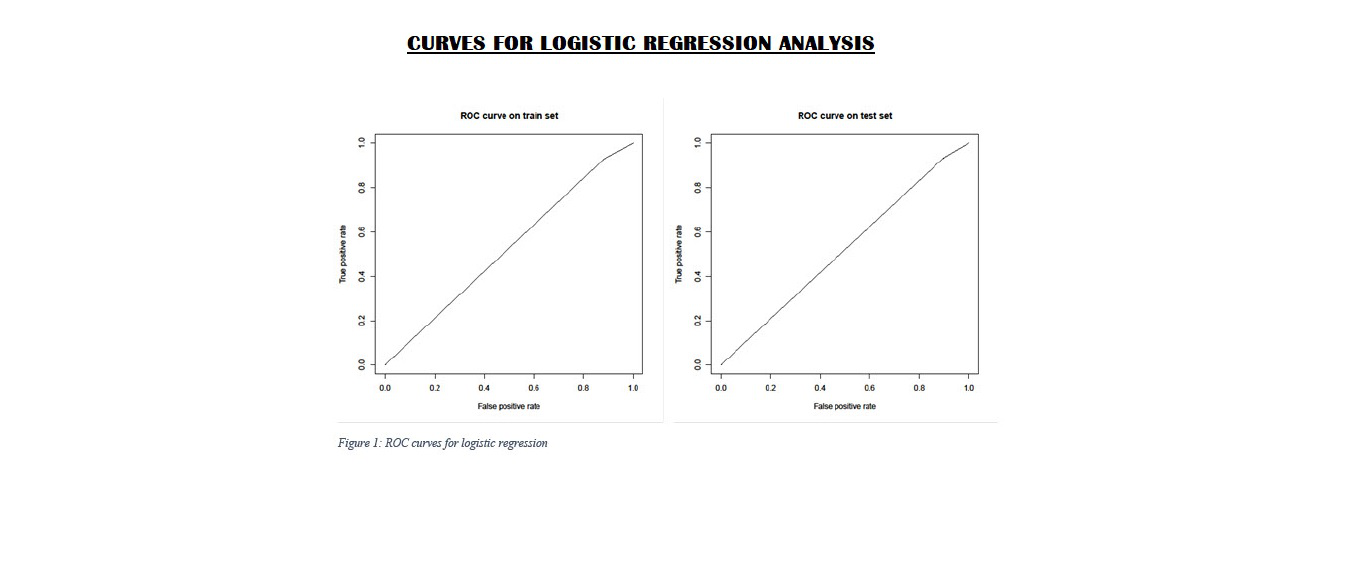 CURVES FOR LOGISTIC REGRESSION ANALYSIS
ROC curve on train set
True positive rate
1.0
0.8
0.6
0.4
0.2
0.0
0.0 0.2 0.4 0.6 0.8 1.0
False positive rate
ROC curve on test set
True positive rate
1.0
0.8
0.6
0.4
0.2
0.0
0.0 0.2 0.4 0.6 0.8 1.0
False positive rate
Figure 1: ROC curves for logistic regression